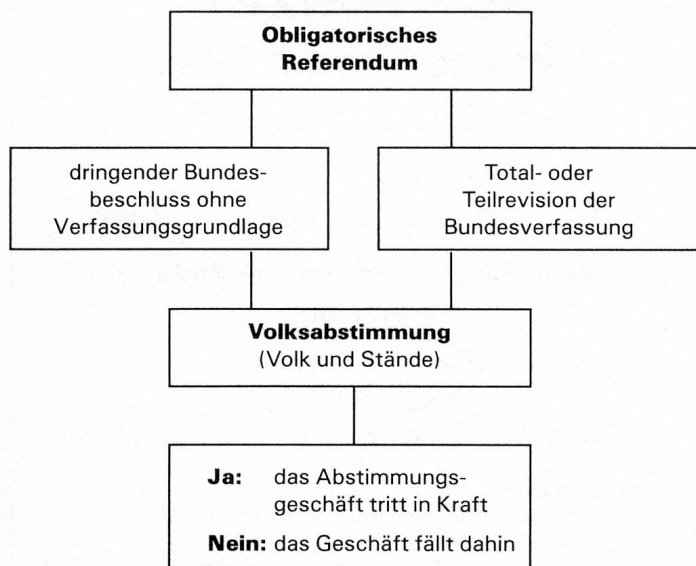 Obligatorisches
Referendum
dringender Bundes-
beschluss ohne
Verfassungsgrundlage
Total- oder
Teilrevision der
Bundesverfassung
Volksabstimmung
(Volk und Stände)
Ja: das Abstimmungs-
geschäft tritt in Kraft
Nein: das Geschäft fällt dahin